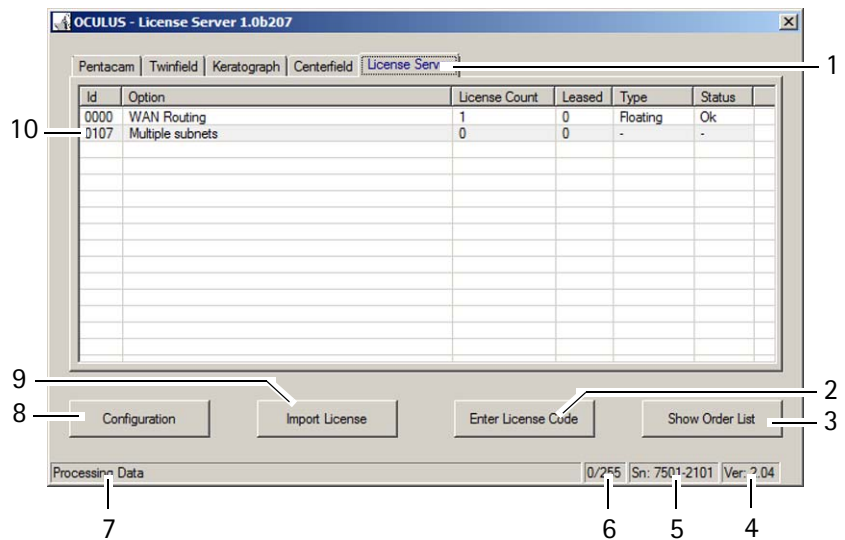 OCULUS - License Server 1.0b207
Pentacam Twinfield Keratograph Centerfield License Serv
1
Id Option License Count Leased Type Status
0000 WAN Routing 1 0 Floating Ok
10
0107 Multiple subnets 0 0 - -
9
2
8
Configuration Import License Enter License Code Show Order List
3
Processing Data 0/255 Sn: 7501-2101 Ver: 2.04
7 6 5 4